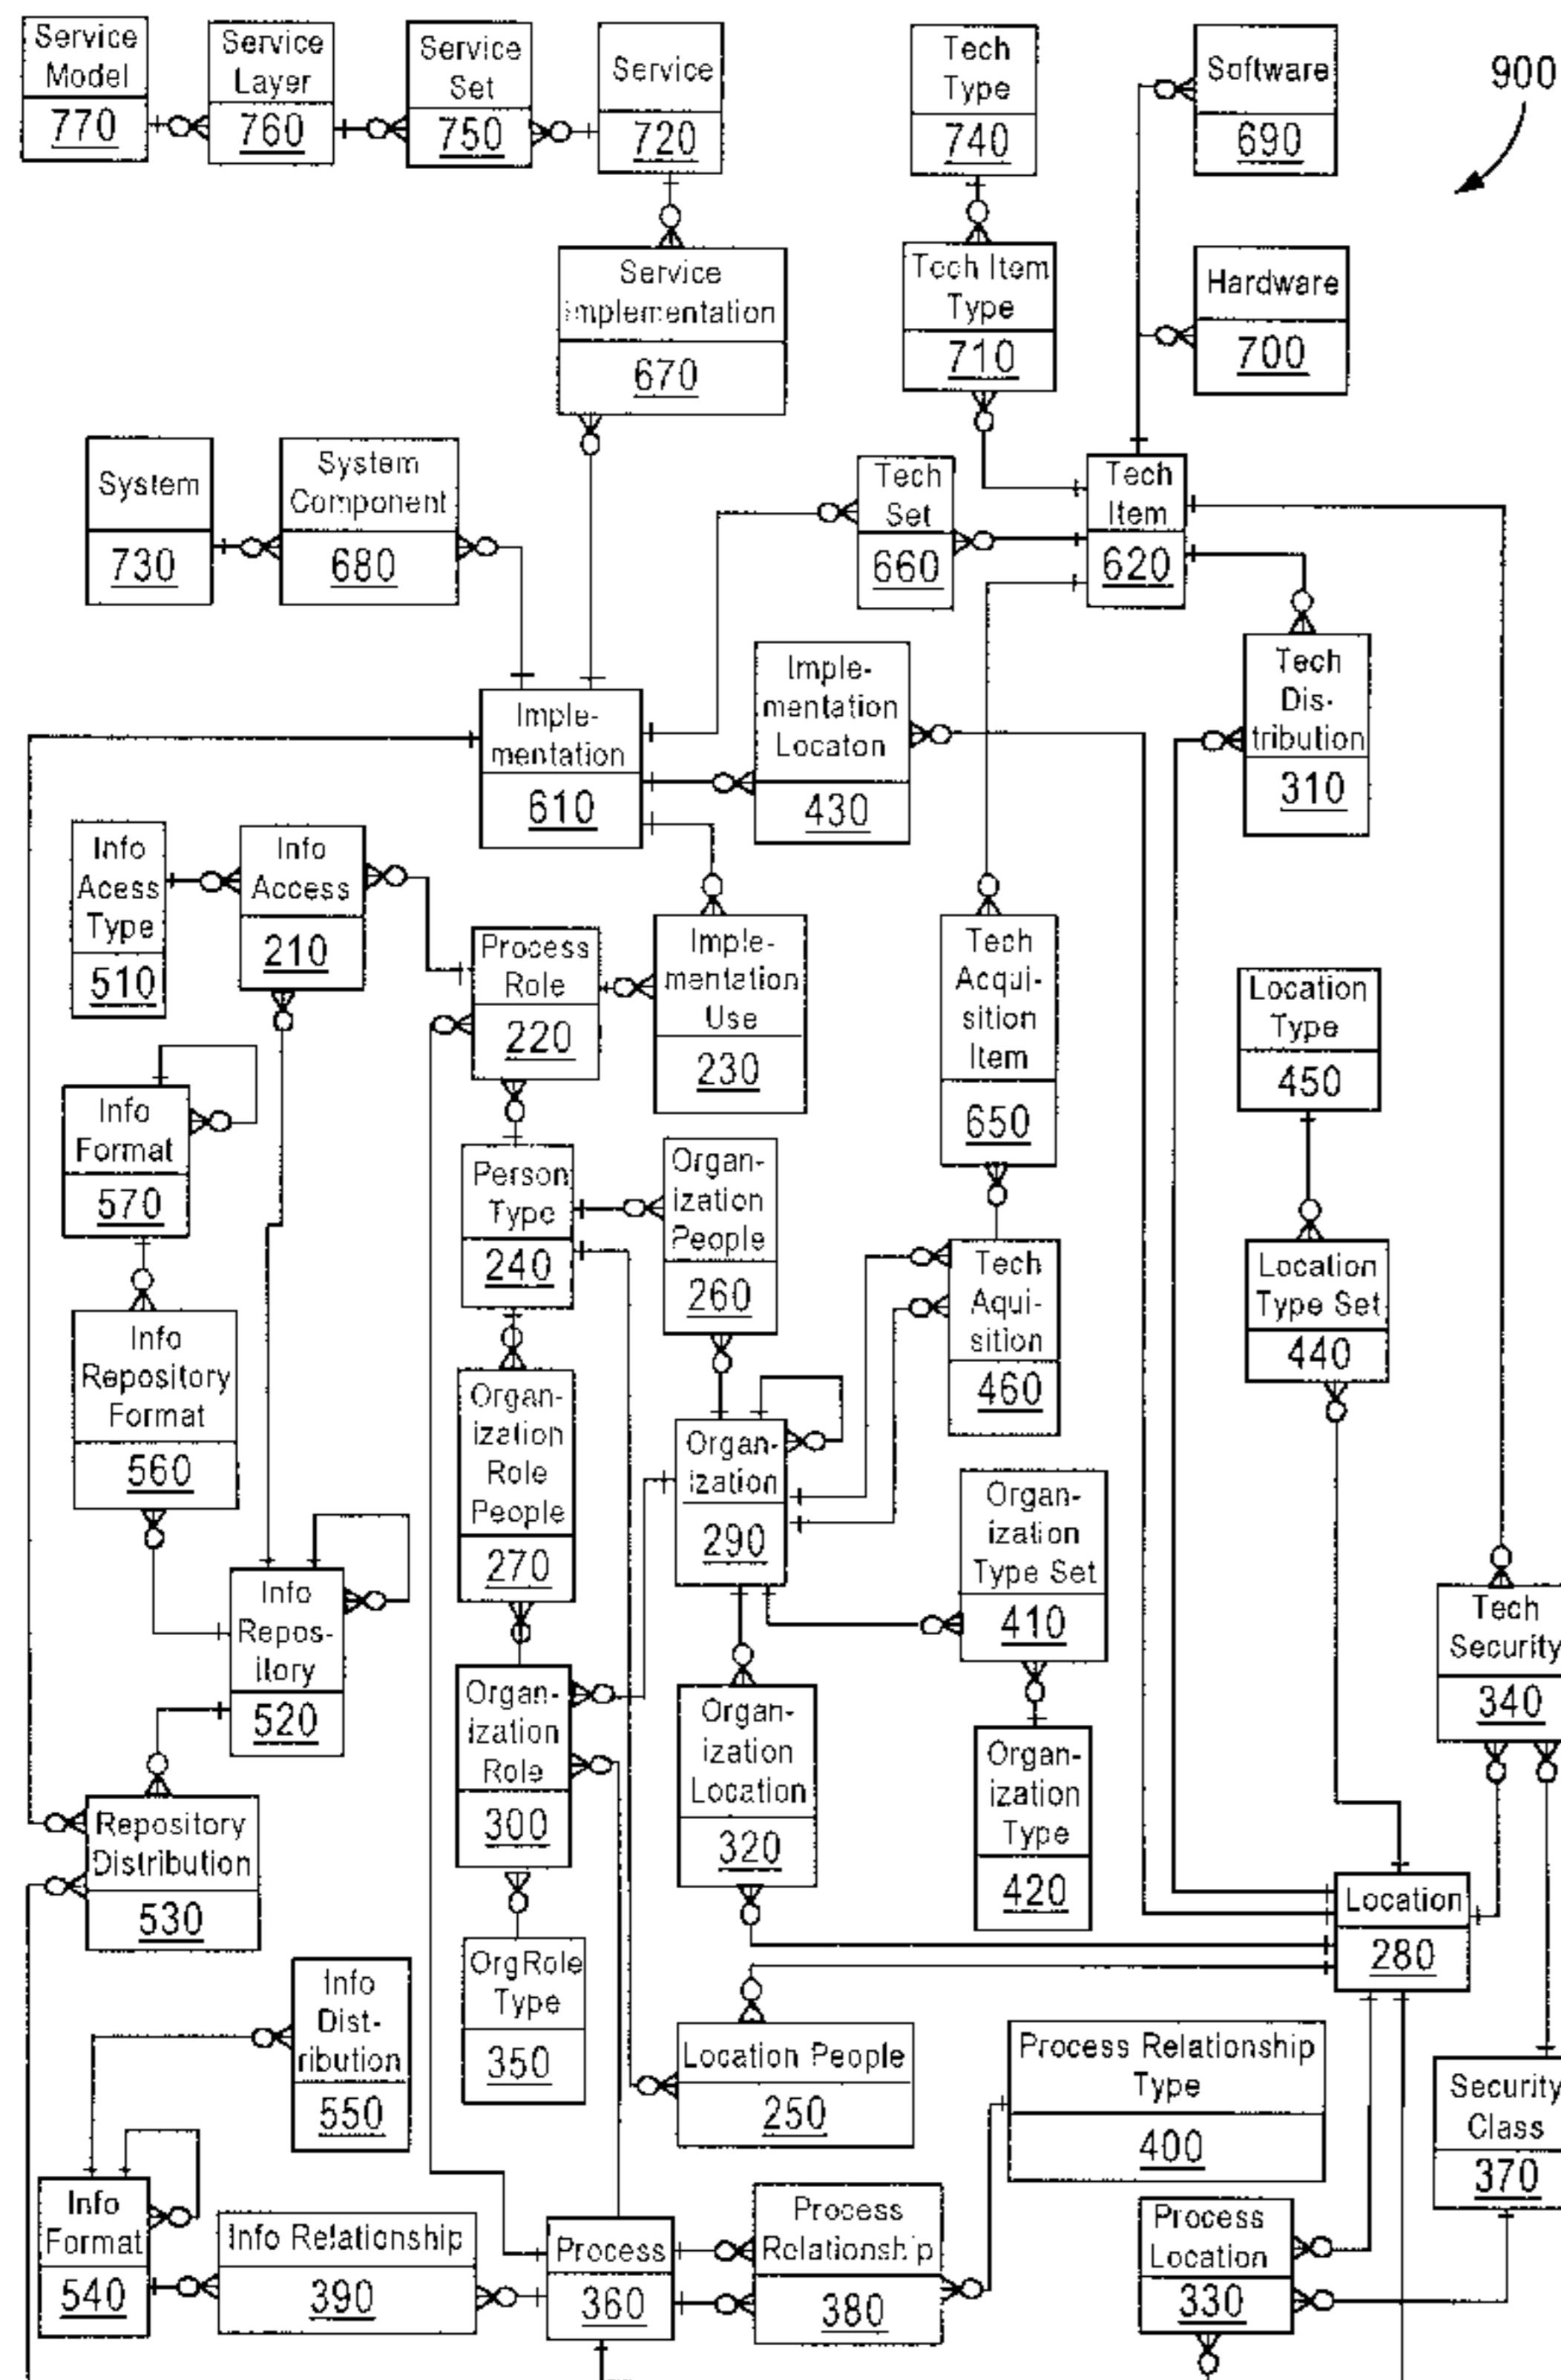 Service
Model
770
Service
Layer
760
Service
Set
750
Service
720
Tech
Type
740
Software
690
900
Service
implementation
670
Tech Item
Type
710
Hardware
700
System
730
System
Component
680
Tech
Set
660
Tech
Item
620
Imple-
mentation
610
Imple-
mentation
Locaton
430
Tech
Dis-
tribution
310
Info
Acess
Type
510
Info
Access
210
Process
Role
220
Imple-
mentation
Use
230
Tech
Acqui-
sition
Item
650
Location
Type
450
Info
Format
570
Person
Type
240
Organ-
ization
People
260
Tech
Aqui-
sition
460
Location
Type Set
440
Info
Repository
Format
560
Organ-
ization
Role
People
270
Organ-
ization
290
Organ-
ization
Type Set
410
Info
Repos-
itory
520
Tech
Security
340
Organ-
ization
Role
300
Organ-
ization
Location
320
Organ-
ization
Type
420
Repository
Distribution
530
Location
280
OrgRole
Type
350
Info
Dist-
ribution
550
Location People
250
Process Relationship
Type
400
Security
Class
370
Info
Format
540
Info Relationship
390
Process
360
Process
Relationship
380
Process
Location
330